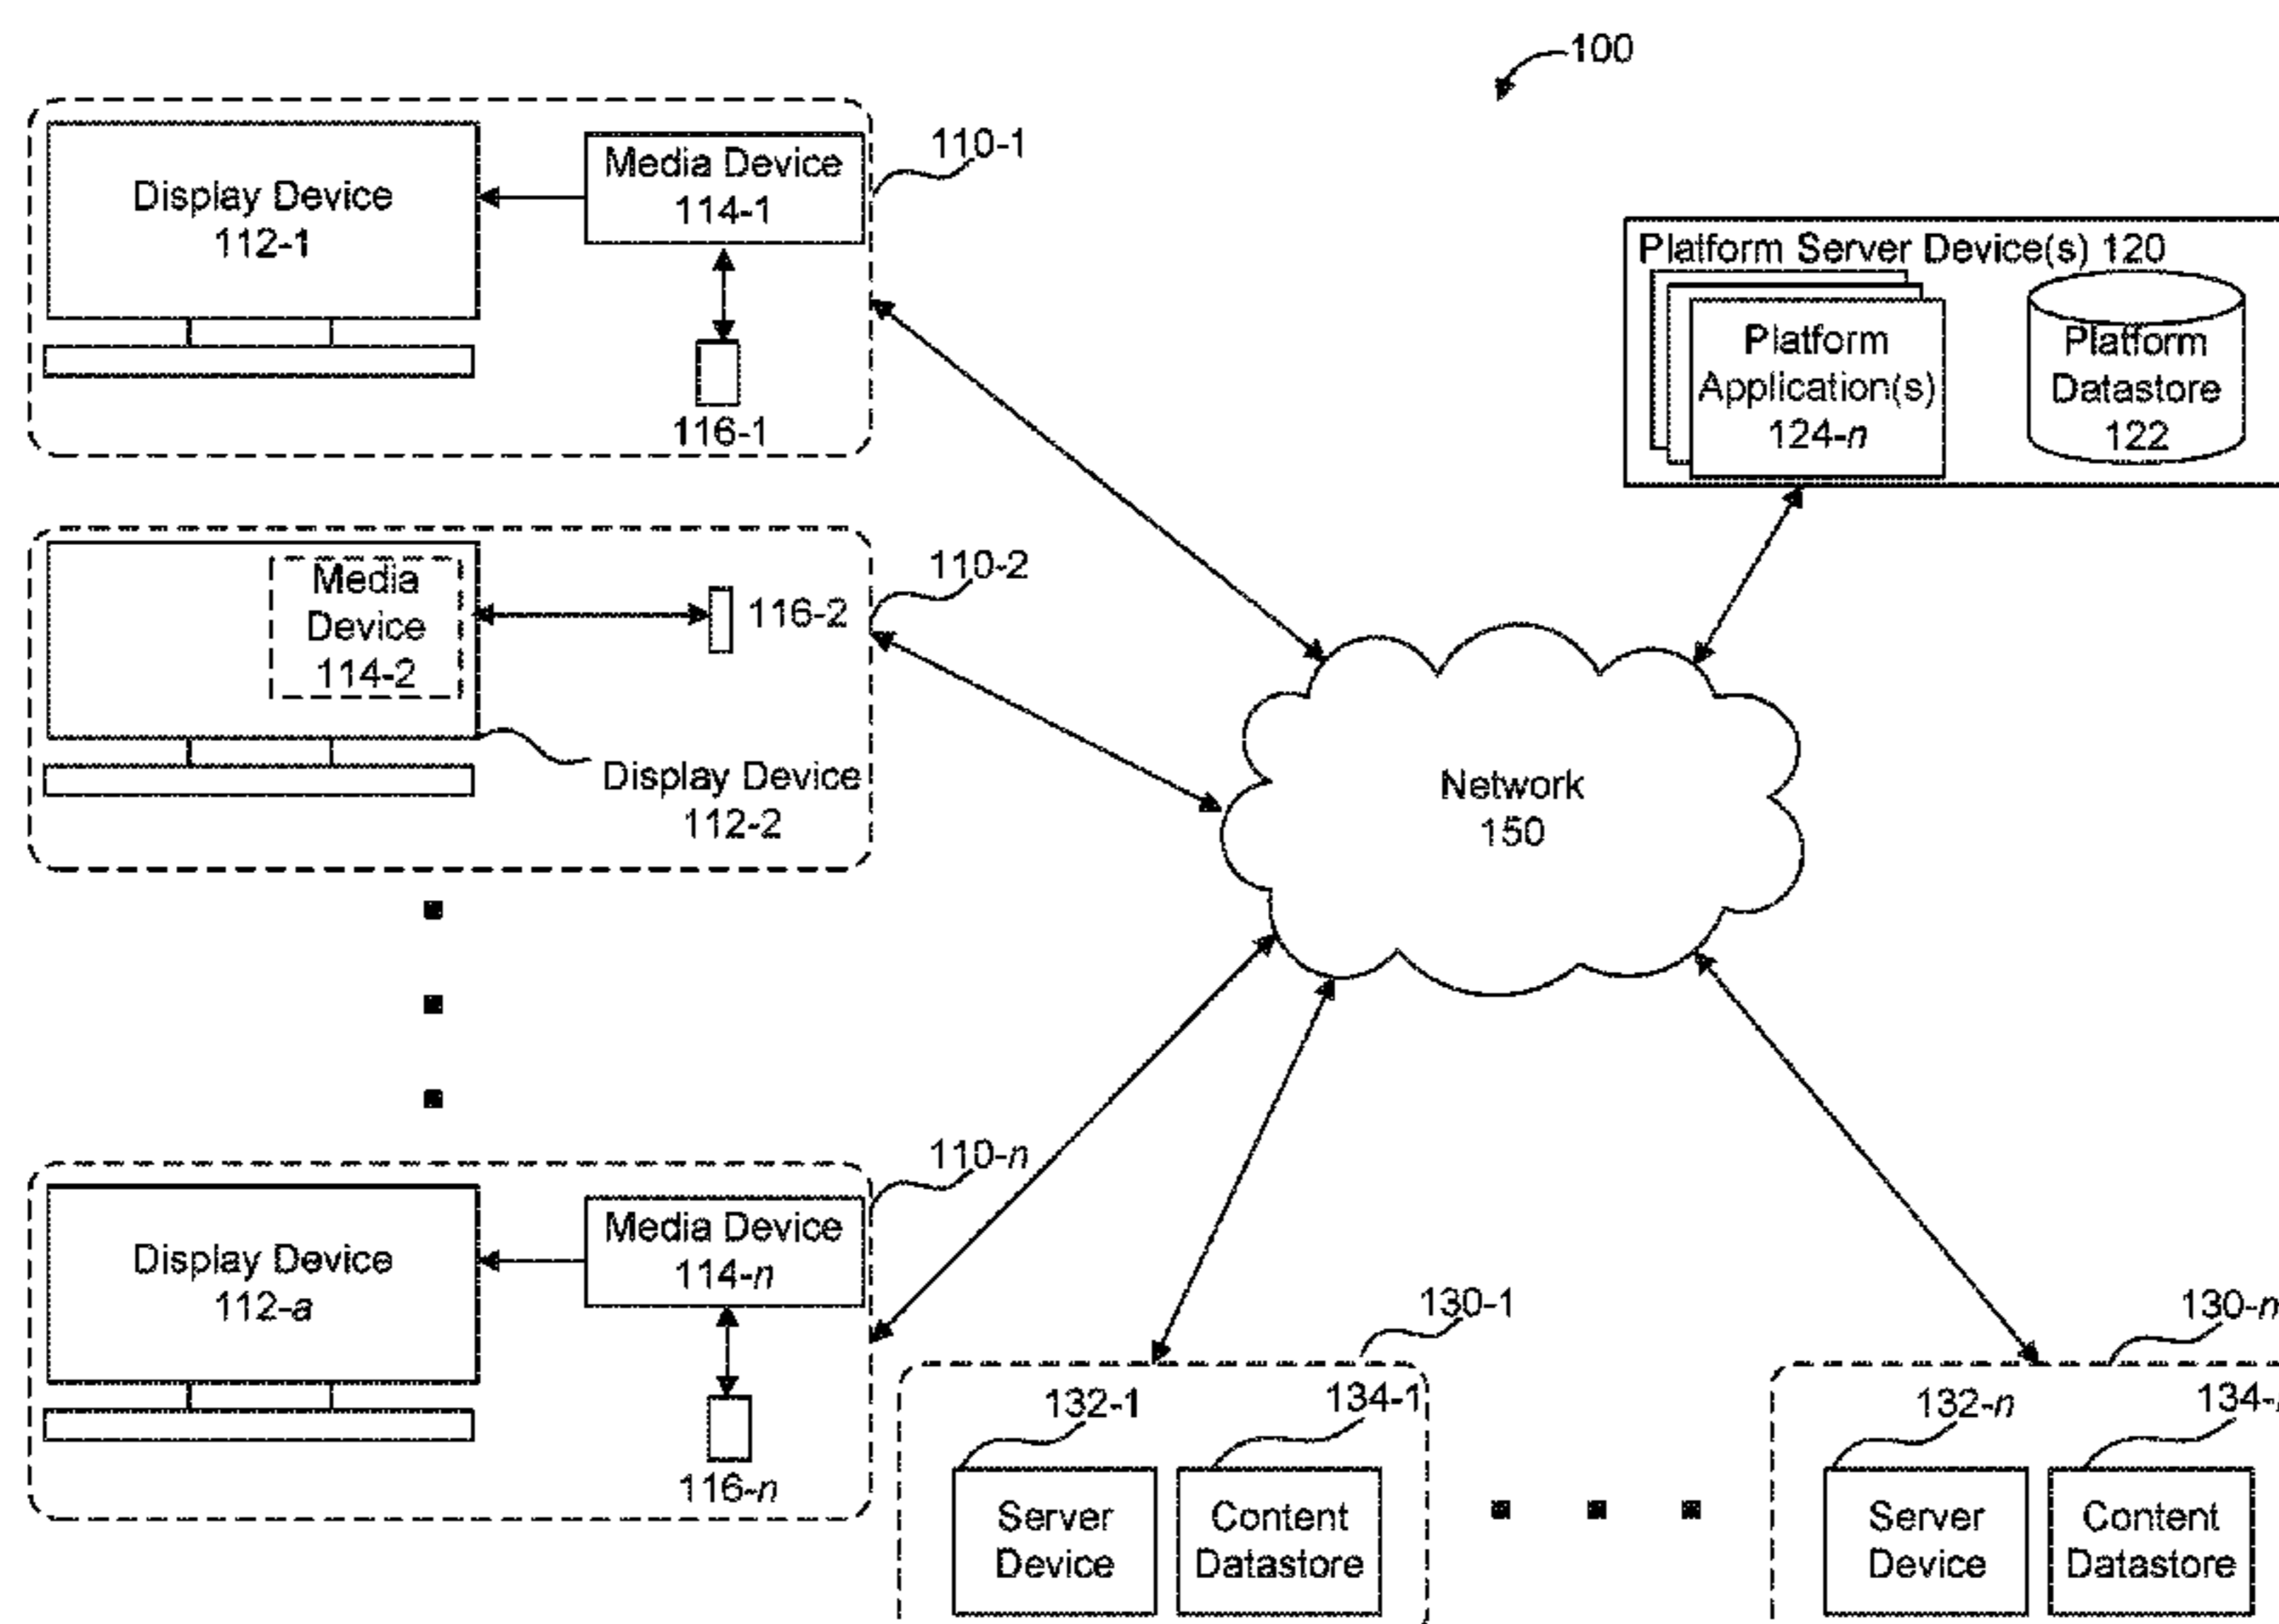 100
110-1
Display Device
112-1
Media Device
114-1
116-1
Platform Server Device(s) 120
Platform
Application(s)
124-n
Platform
Datastore
122
110-2
Media
Device
114-2
116-2
Display Device
112-2
Network
150
110-n
Display Device
112-a
Media Device
114-n
116-n
130-1
132-1
134-1
Server
Device
Content
Datastore
130-n
132-n
134-
Server
Device
Content
Datastore